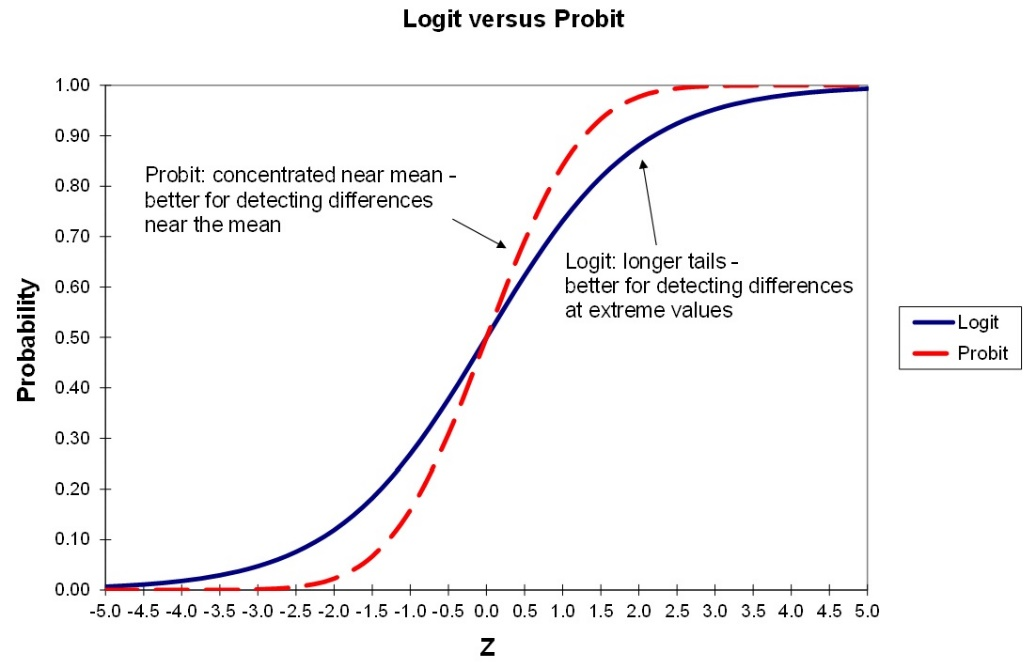 Logit versus Probit
1.00
0.90
0.80
0.70
0.60
0.50
0.40
0.30
0.20
0.10
0.00
Probability
Probit: concentrated near mean -
better for detecting differences
near the mean
Logit: longer tails -
better for detecting differences
at extreme values
Logit
Probit
-5.0 -4.5 -4.0 -3.5 -3.0 -2.5 -2.0 -1.5 -1.0 -0.5 0.0 0.5 1.0 1.5 2.0 2.5 3.0 3.5 4.0 4.5 5.0
Z